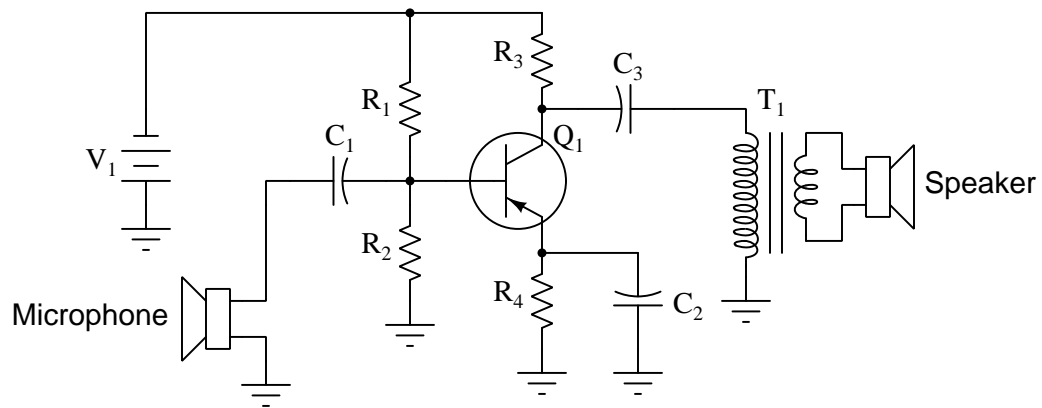 R₃
C₃
R₁
T₁
C₁
Q₁
V₁
Speaker
R₂
R₄
Microphone
C₂